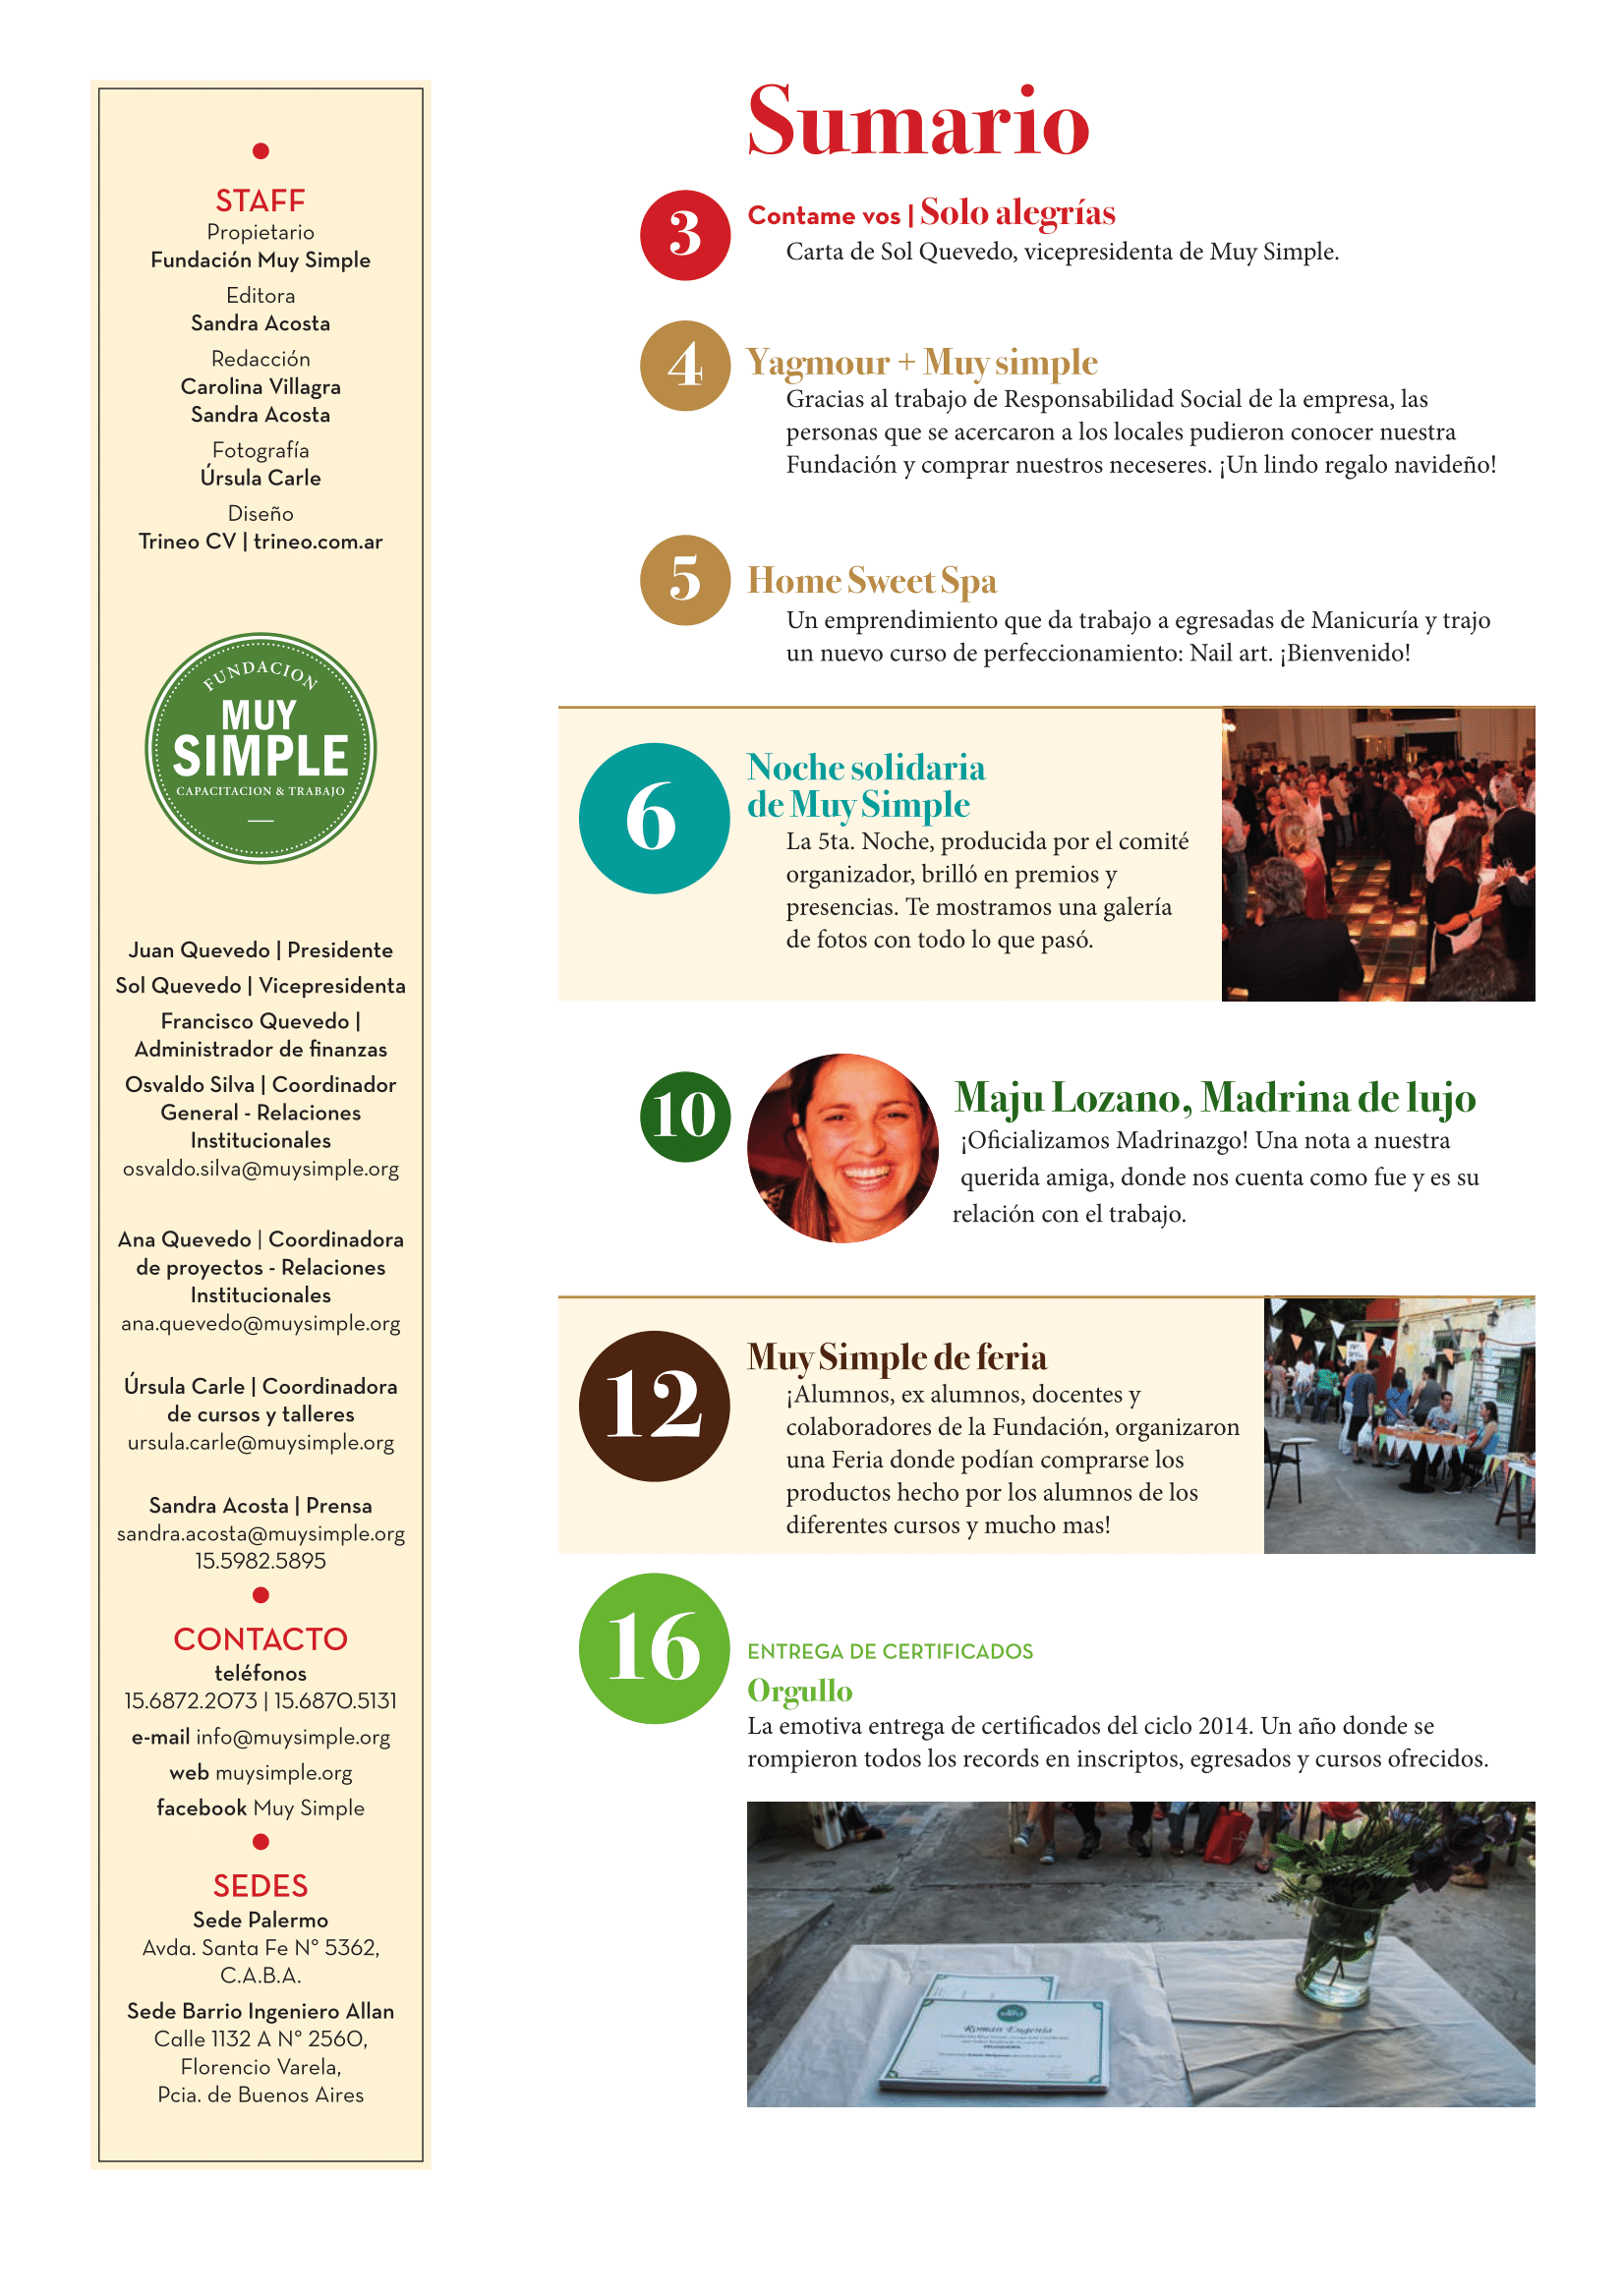 STAFF
Propietario
Fundación Muy Simple
Editora
Sandra Acosta
Redacción
Carolina Villagra
Sandra Acosta
Fotografía
Úrsula Carle
Diseño
Trineo CV | trineo.com.ar
FUNDACION
MUY
SIMPLE
CAPACITACION & TRABAJO
Juan Quevedo | Presidente
Sol Quevedo | Vicepresidenta
Francisco Quevedo |
Administrador de finanzas
Osvaldo Silva | Coordinador
General - Relaciones
Institucionales
osvaldo.silva@muysimple.org
Ana Quevedo | Coordinadora
de proyectos - Relaciones
Institucionales
ana.quevedo@muysimple.org
Úrsula Carle | Coordinadora
de cursos y talleres
ursula.carle@muysimple.org
Sandra Acosta | Prensa
sandra.acosta@muysimple.org
15.5982.5895
CONTACTO
teléfonos
15.6872.2073 | 15.6870.5131
e-mail info@muysimple.org
web muysimple.org
facebook Muy Simple
SEDES
Sede Palermo
Avda. Santa Fe N° 5362,
C.A.B.A.
Sede Barrio Ingeniero Allan
Calle 1132 A N° 2560,
Florencio Varela,
Pcia. de Buenos Aires
Sumario
3
Contame vos | Solo alegrías
Carta de Sol Quevedo, vicepresidenta de Muy Simple.
4
Yagmour + Muy simple
Gracias al trabajo de Responsabilidad Social de la empresa, las
personas que se acercaron a los locales pudieron conocer nuestra
Fundación y comprar nuestros neceseres. ¡Un lindo regalo navideño!
5
Home Sweet Spa
Un emprendimiento que da trabajo a egresadas de Manicuría y trajo
un nuevo curso de perfeccionamiento: Nail art. ¡Bienvenido!
6
Noche solidaria
de Muy Simple
La 5ta. Noche, producida por el comité
organizador, brilló en premios y
presencias. Te mostramos una galería
de fotos con todo lo que pasó.
10
Maju Lozano, Madrina de lujo
¡Oficializamos Madrinazgo! Una nota a nuestra
querida amiga, donde nos cuenta como fue y es su
relación con el trabajo.
12
Muy Simple de feria
¡Alumnos, ex alumnos, docentes y
colaboradores de la Fundación, organizaron
una Feria donde podían comprarse los
productos hecho por los alumnos de los
diferentes cursos y mucho mas!
16
ENTREGA DE CERTIFICADOS
Orgullo
La emotiva entrega de certificados del ciclo 2014. Un año donde se
rompieron todos los records en inscriptos, egresados y cursos ofrecidos.
SIMPLE
Roman Eugenia